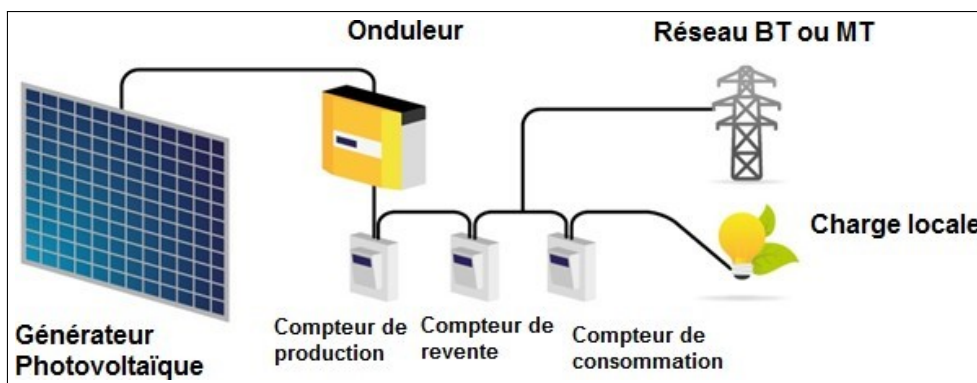 Onduleur
Réseau BT ou MT
Charge locale
Générateur
Photovoltaïque
Compteur de
production
Compteur de
revente
Compteur de
consommation